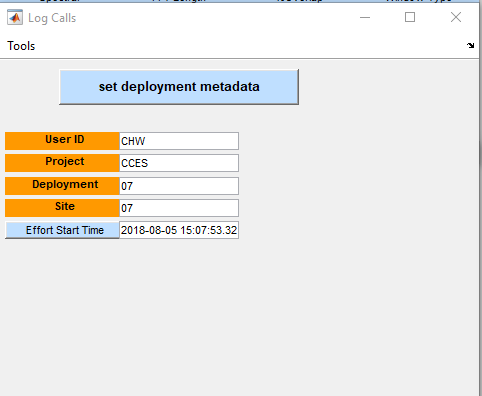 Log Calls
Tools
set deployment metadata
User ID CHW
Project CCES
Deployment 07
Site 07
Effort Start Time 2018-08-05 15:07:53.32